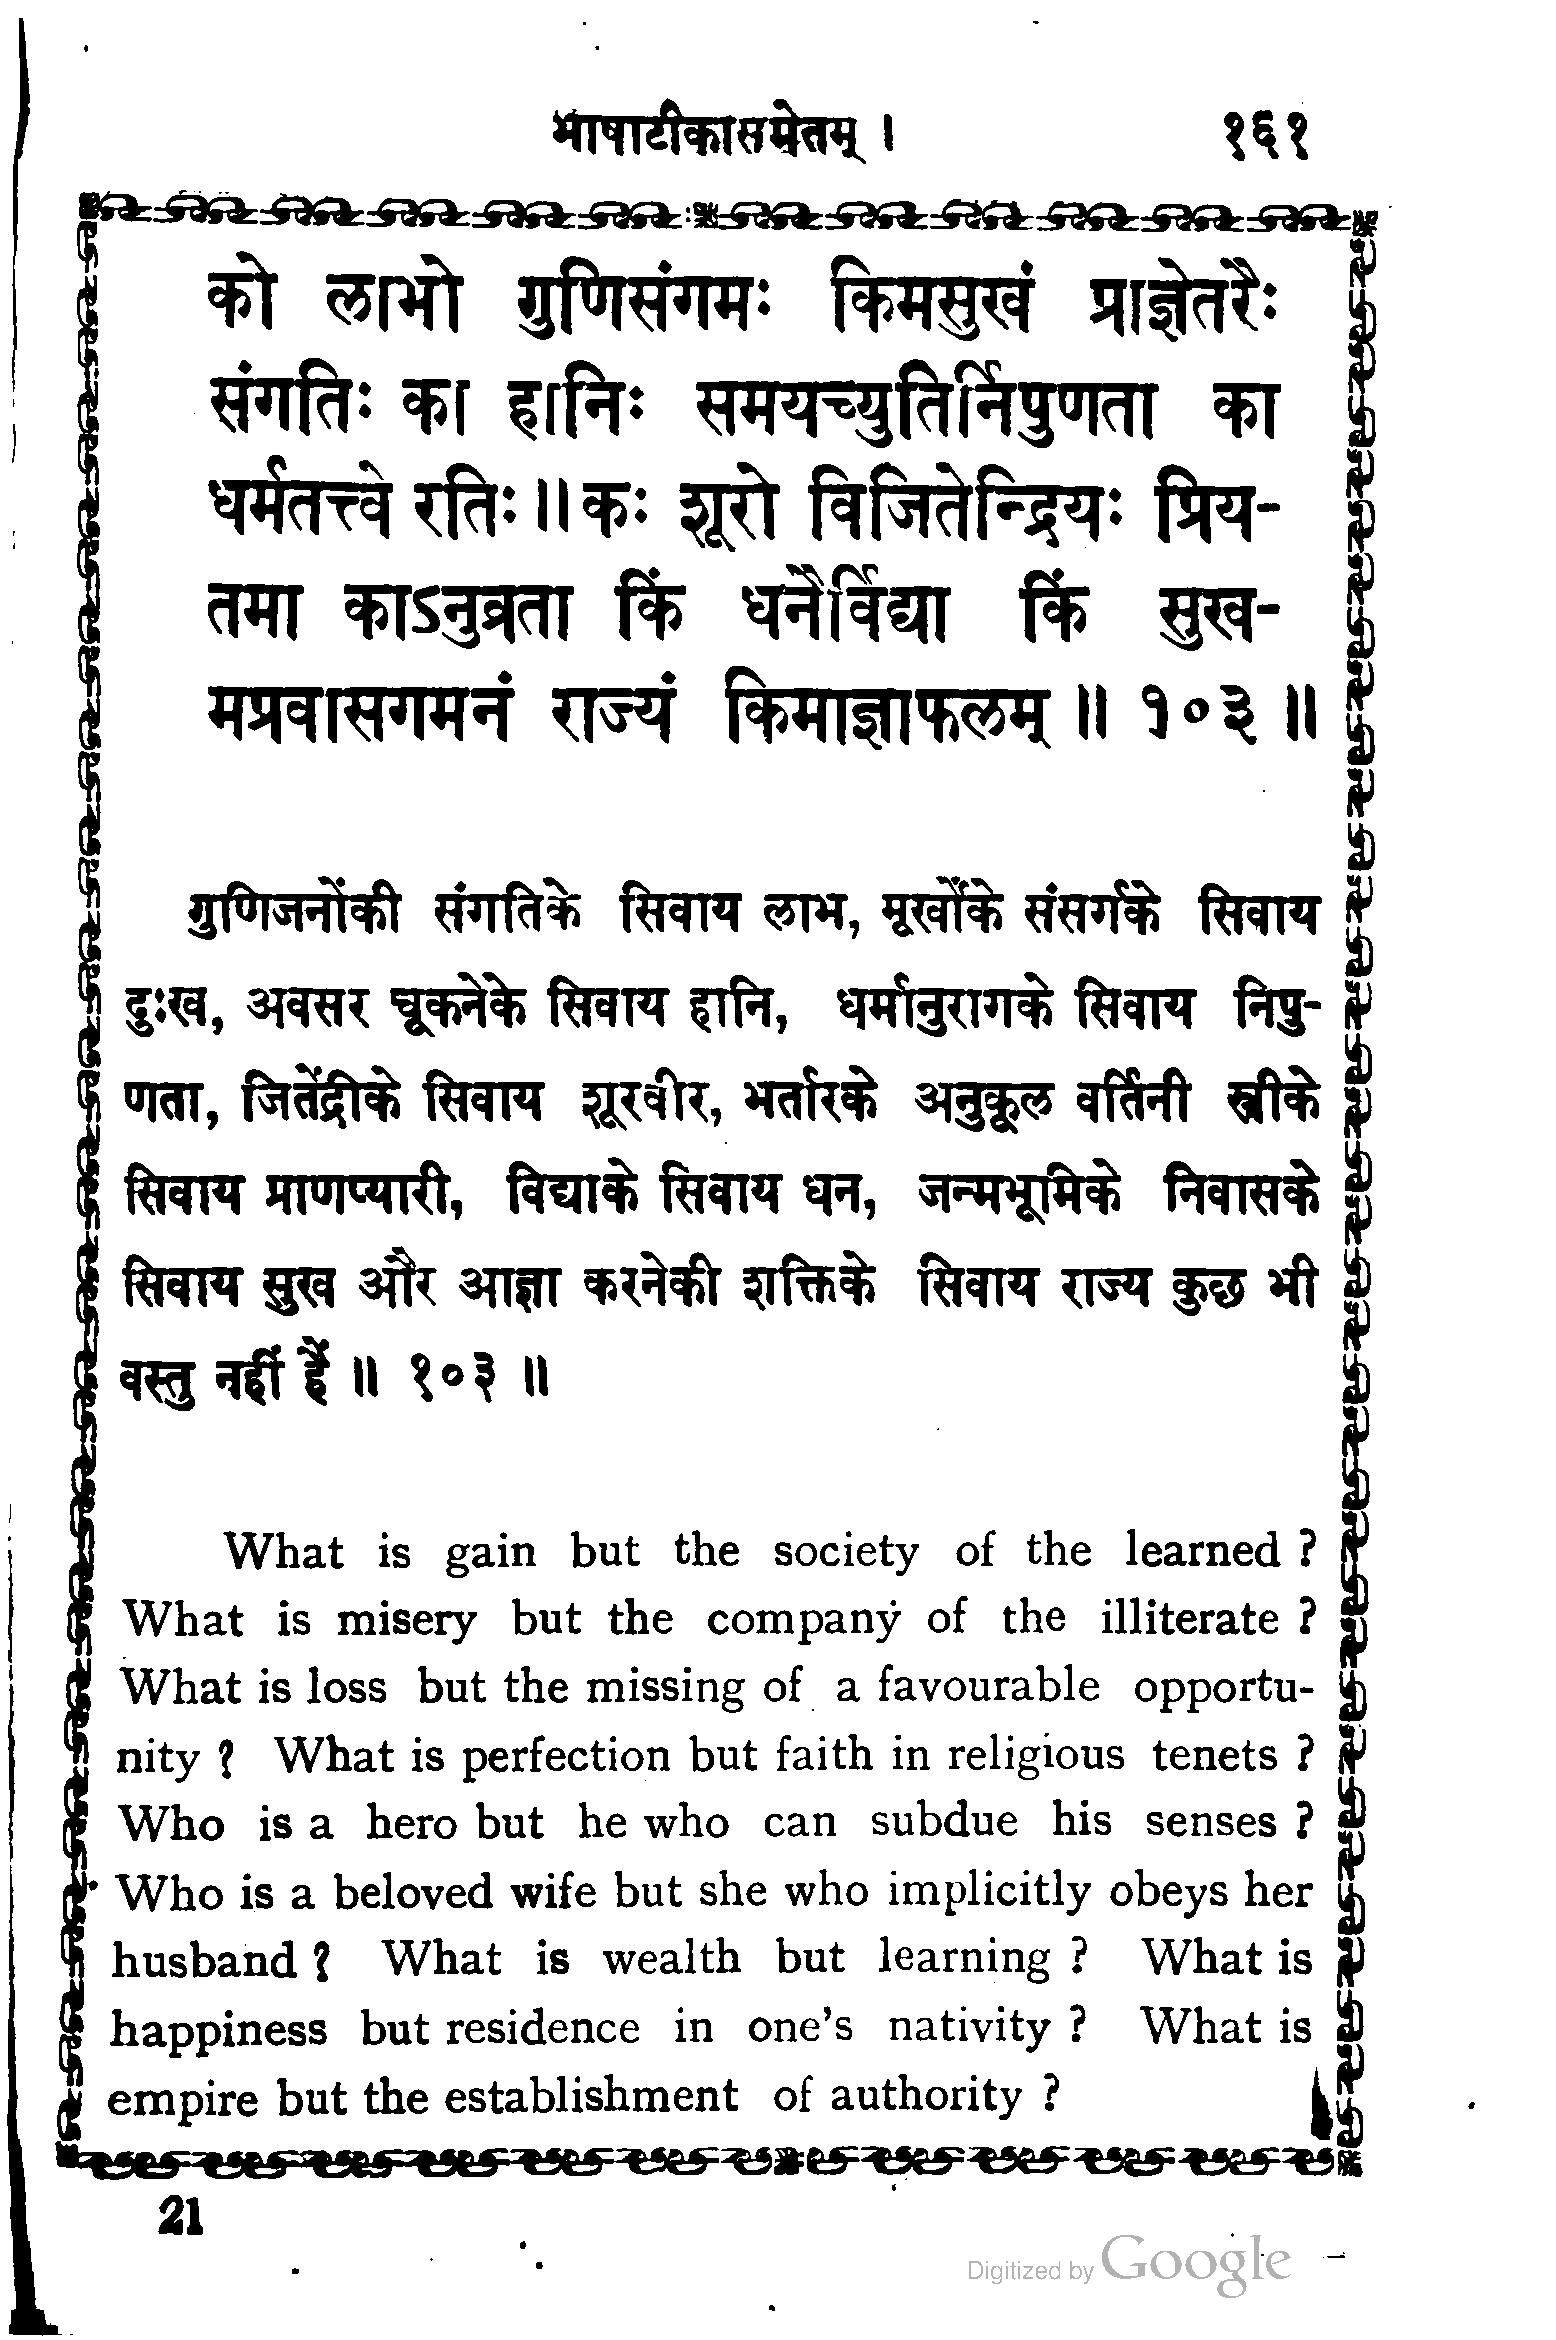 भाषाटीकासमेतम् । १६१
को लाभो गुणिसंगमः किमसुखं प्राज्ञेतरैः
संगतिः का हानिः समयच्युतिर्निपुणता का
धर्मतत्त्वे रतिः ॥ कः शूरो विजितेन्द्रियः प्रिय-
तमा काऽनुव्रता किं धनैर्विद्या किं सुख-
मप्रवासगमनं राज्यं किमाज्ञाफलम् ॥ १०३ ॥
गुणिजनोंकी संगतिके सिवाय लाभ, मूर्खोंके संसर्गके सिवाय
दुःख, अवसर चूकनेके सिवाय हानि, धर्मानुरागके सिवाय निपु-
णता, जितेंद्रीके सिवाय शूरवीर, भर्तारके अनुकूल वर्तिनी स्त्रीके
सिवाय प्राणप्यारी, विद्याके सिवाय धन, जन्मभूमिके निवासके
सिवाय सुख और आज्ञा करनेकी शक्तिके सिवाय राज्य कुछ भी
वस्तु नहीं हैं ॥ १०३ ॥
What is gain but the society of the learned ?
What is misery but the company of the illiterate ?
What is loss but the missing of a favourable opportu-
nity ? What is perfection but faith in religious tenets ?
Who is a hero but he who can subdue his senses ?
Who is a beloved wife but she who implicitly obeys her
husband ? What is wealth but learning ? What is
happiness but residence in one's nativity ? What is
empire but the establishment of authority ?
21
Digitized by Google